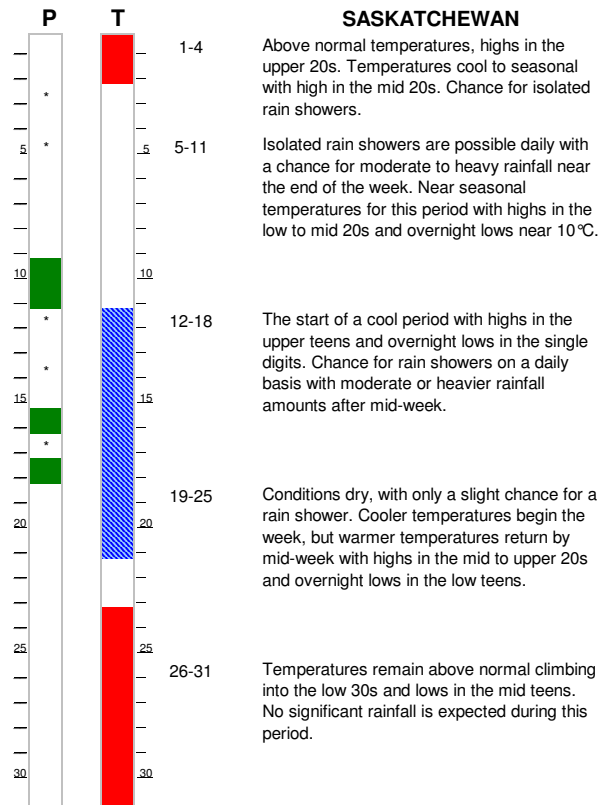 P T SASKATCHEWAN
1-4 Above normal temperatures, highs in the
upper 20s. Temperatures cool to seasonal
with high in the mid 20s. Chance for isolated
rain showers.
*
5 * 5 5-11 Isolated rain showers are possible daily with
a chance for moderate to heavy rainfall near
the end of the week. Near seasonal
temperatures for this period with highs in the
low to mid 20s and overnight lows near 10°C.
10 10
* 12-18 The start of a cool period with highs in the
upper teens and overnight lows in the single
digits. Chance for rain showers on a daily
* basis with moderate or heavier rainfall
amounts after mid-week.
15 15
*
19-25 Conditions dry, with only a slight chance for a
rain shower. Cooler temperatures begin the
20 20 week, but warmer temperatures return by
mid-week with highs in the mid to upper 20s
and overnight lows in the low teens.
25 25
26-31 Temperatures remain above normal climbing
into the low 30s and lows in the mid teens.
No significant rainfall is expected during this
period.
30 30